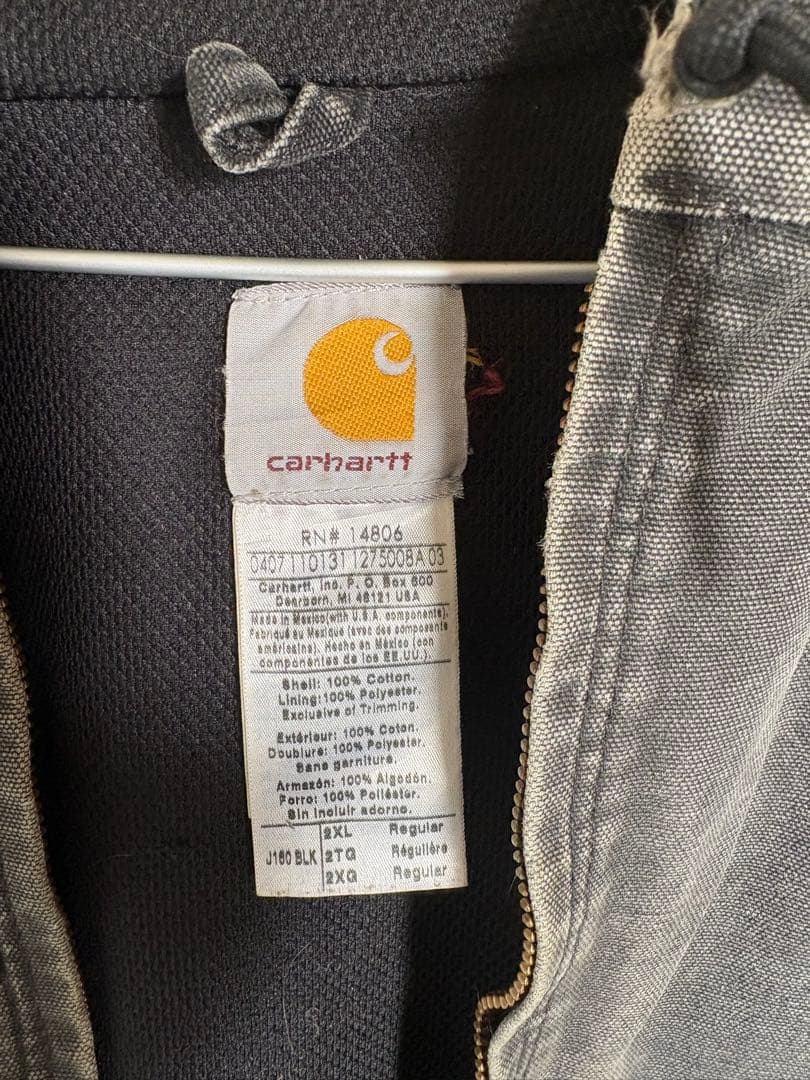 carhartt
RN# 14806
0407110131 1275008A 03
Carhartt, Inc. P. O. Box 600
Dearborn, MI 48121 USA
Made in Mexico(with U.S.A. components).
Fabriqué au Mexique (avec des composants
américains). Hecho en México (con
componentes de los EE.UU.).
Shell: 100% Cotton.
Lining:100% Polyester.
Exclusive of Trimming.
Extérieur: 100% Coton.
Doublure: 100% Polyester.
Sans garniture.
Armazón: 100% Algodón.
Forro: 100% Poliéster.
Sin incluir adorno.
J160 BLK
2XL Regular
2TG Régulière
2XG Regular